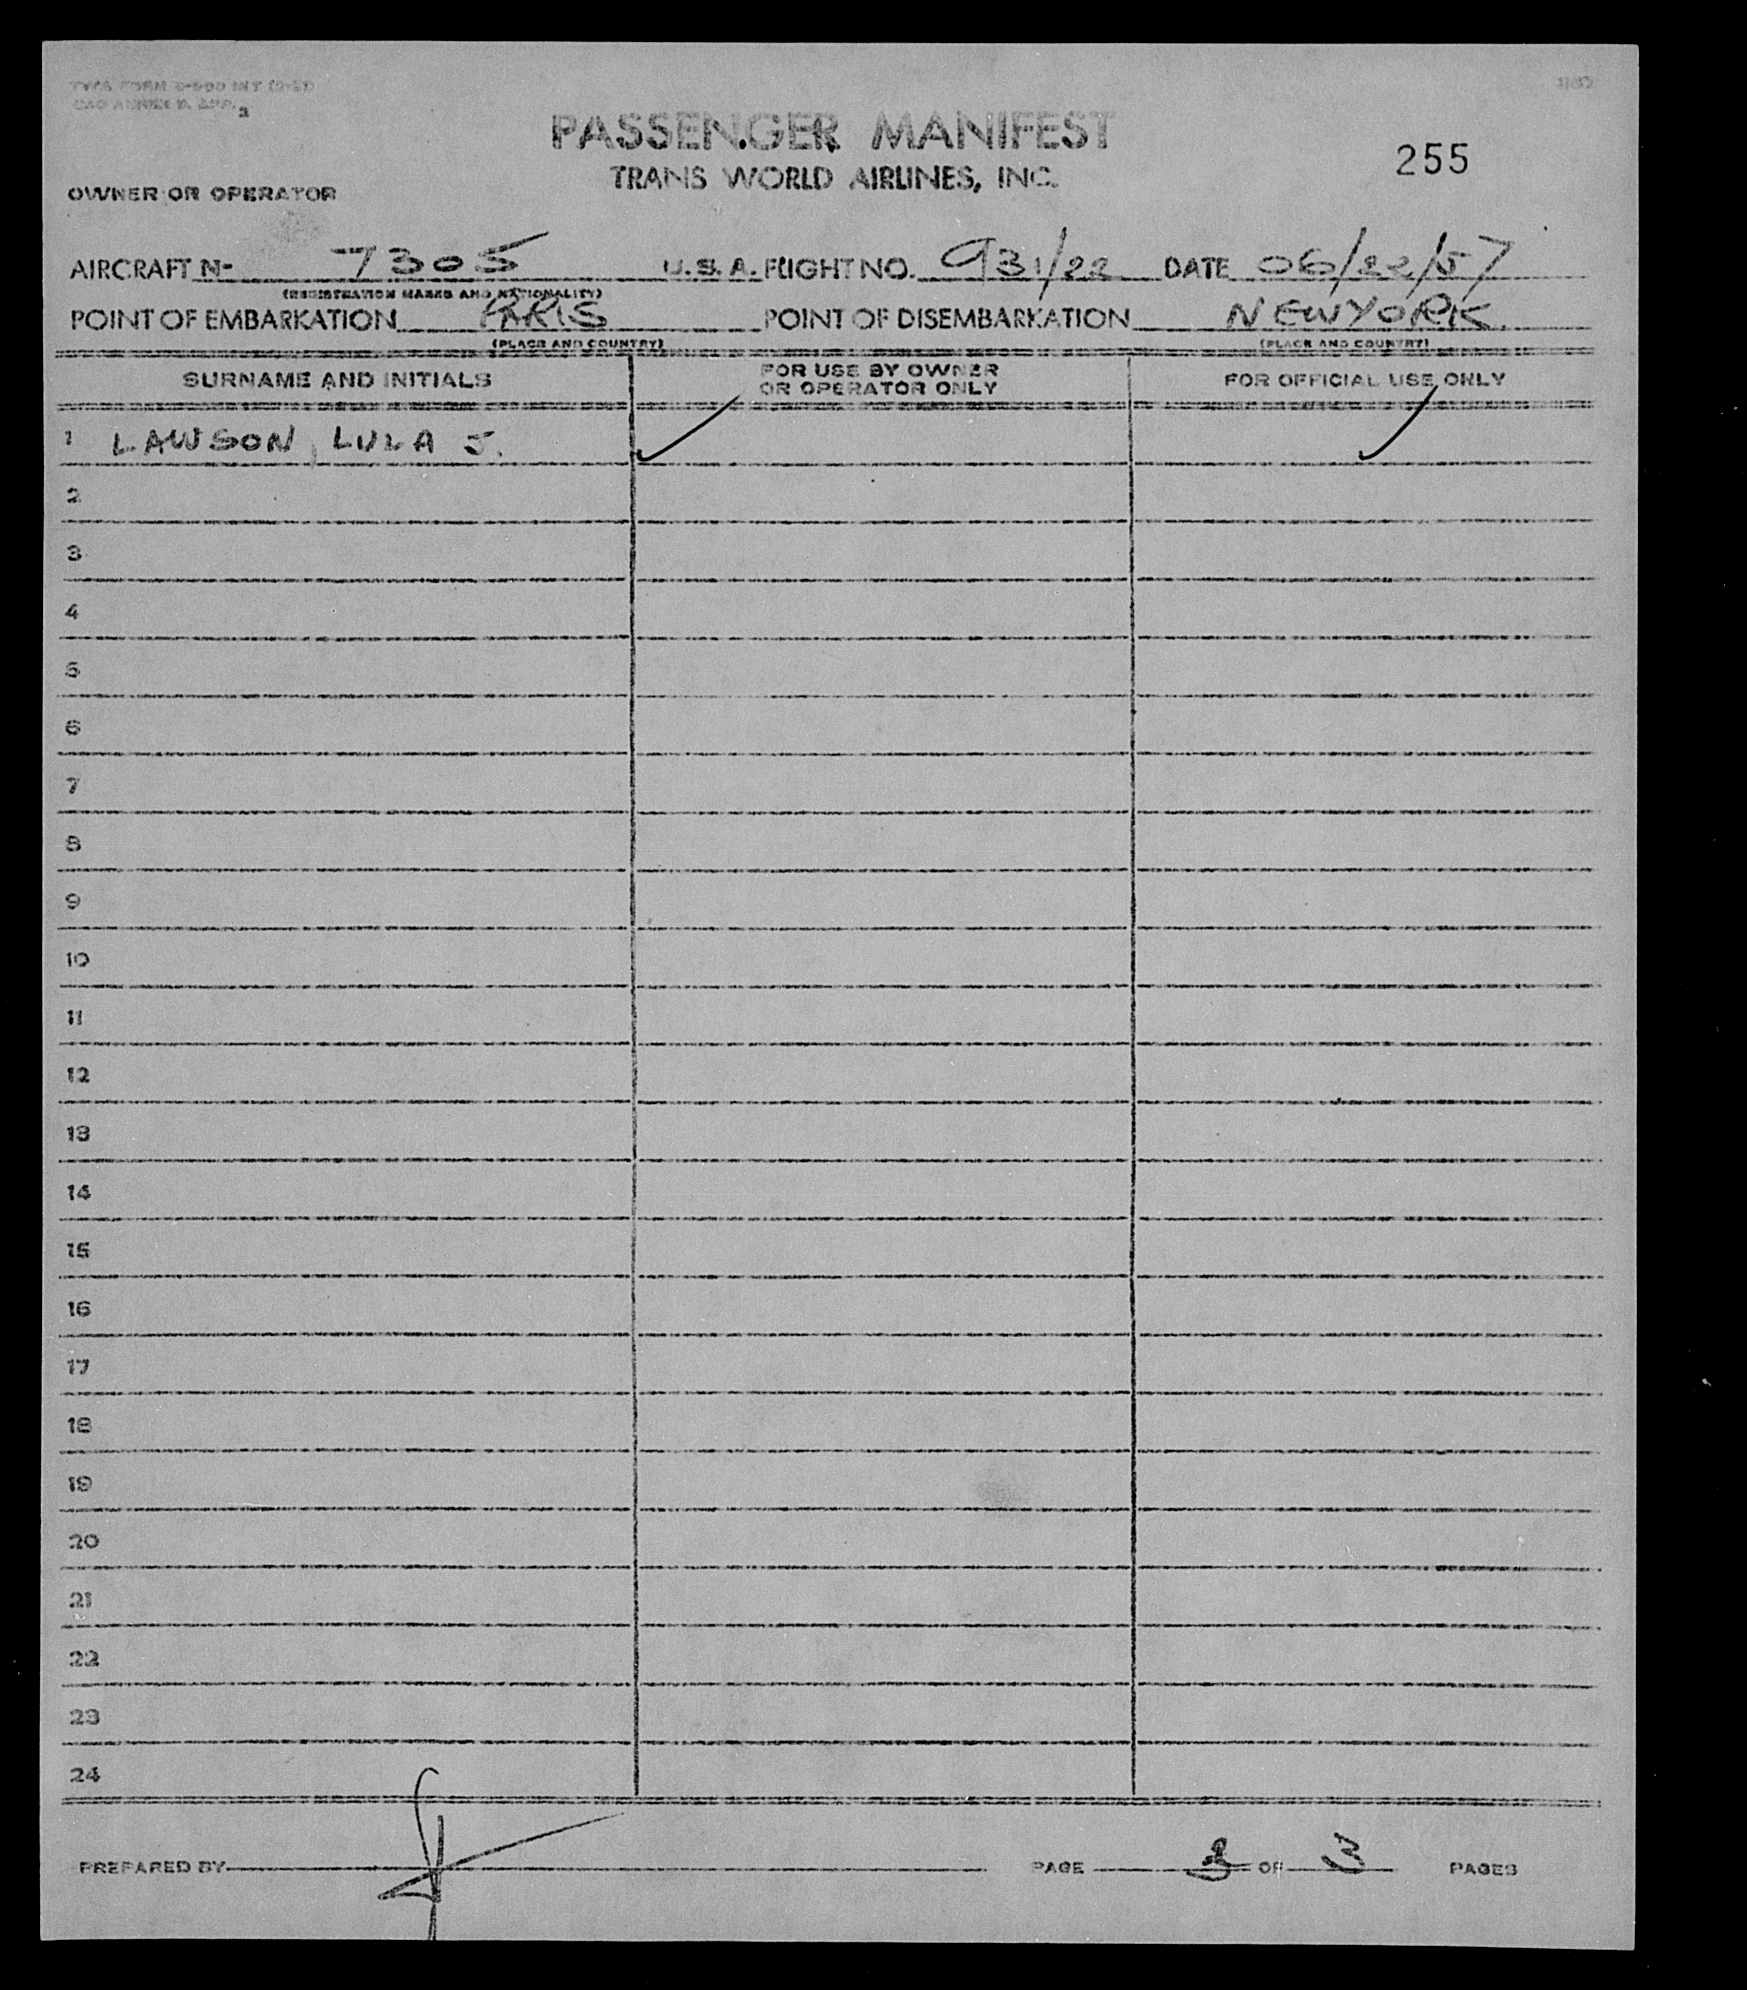 PASSENGER MANIFEST
255
TRANS WORLD AIRLINES, INC.
OWNER OR OPERATOR
AIRCRAFT N- 7305 U.S.A. FLIGHT NO. 931/22 DATE 06/22/57
(REGISTRATION MARKS AND NATIONALITY)
POINT OF EMBARKATION PARIS POINT OF DISEMBARKATION NEWYORK
(PLACE AND COUNTRY) (PLACE AND COUNTRY)
SURNAME AND INITIALS
FOR USE BY OWNER
OR OPERATOR ONLY
FOR OFFICIAL USE ONLY
1 LAWSON, LULA J.
2
3
4
5
6
7
8
9
10
11
12
13
14
15
16
17
18
19
20
21
22
23
24
PREPARED BY PAGE OF 3 PAGES